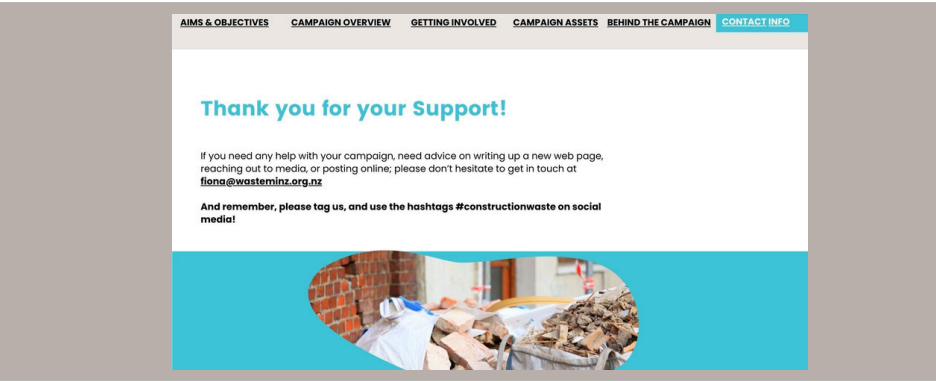 AIMS & OBJECTIVES CAMPAIGN OVERVIEW GETTING INVOLVED CAMPAIGN ASSETS BEHIND THE CAMPAIGN CONTACT INFO
Thank you for your Support!
If you need any help with your campaign, need advice on writing up a new web page,
reaching out to media, or posting online; please don't hesitate to get in touch at
fiona@wasteminz.org.nz
And remember, please tag us, and use the hashtags #constructionwaste on social
media!